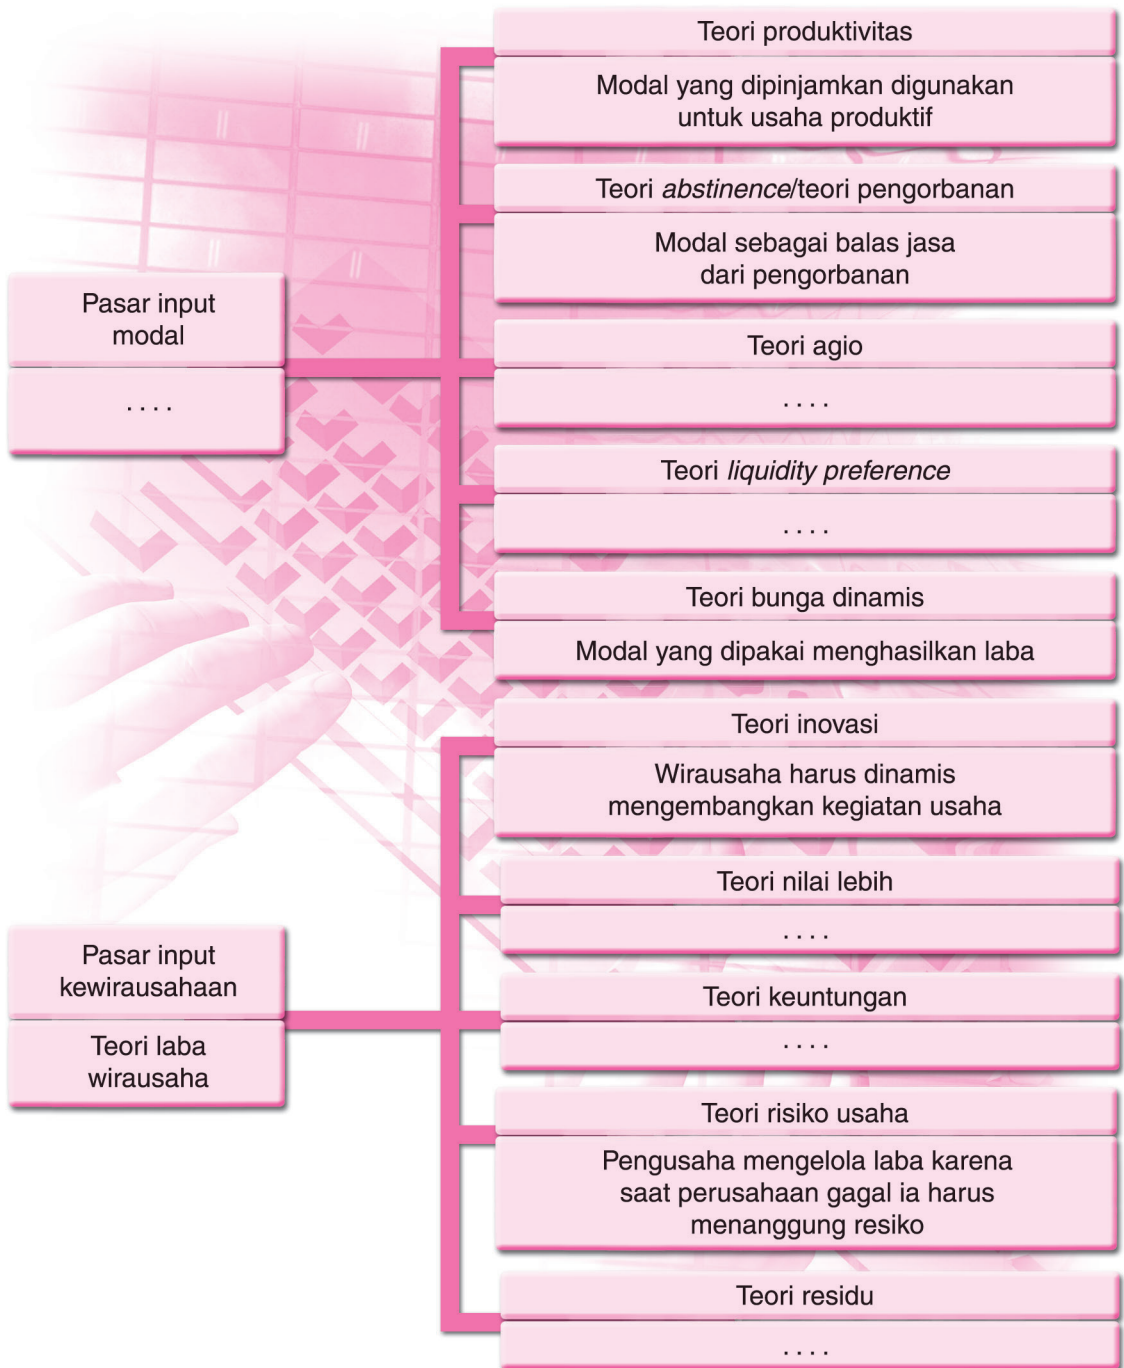 Pasar input
modal
. . . .
Teori produktivitas
Modal yang dipinjamkan digunakan
untuk usaha produktif
Teori abstinence/teori pengorbanan
Modal sebagai balas jasa
dari pengorbanan
Teori agio
. . . .
Teori liquidity preference
. . . .
Teori bunga dinamis
Modal yang dipakai menghasilkan laba
Pasar input
kewirausahaan
Teori laba
wirausaha
Teori inovasi
Wirausaha harus dinamis
mengembangkan kegiatan usaha
Teori nilai lebih
. . . .
Teori keuntungan
. . . .
Teori risiko usaha
Pengusaha mengelola laba karena
saat perusahaan gagal ia harus
menanggung resiko
Teori residu
. . . .